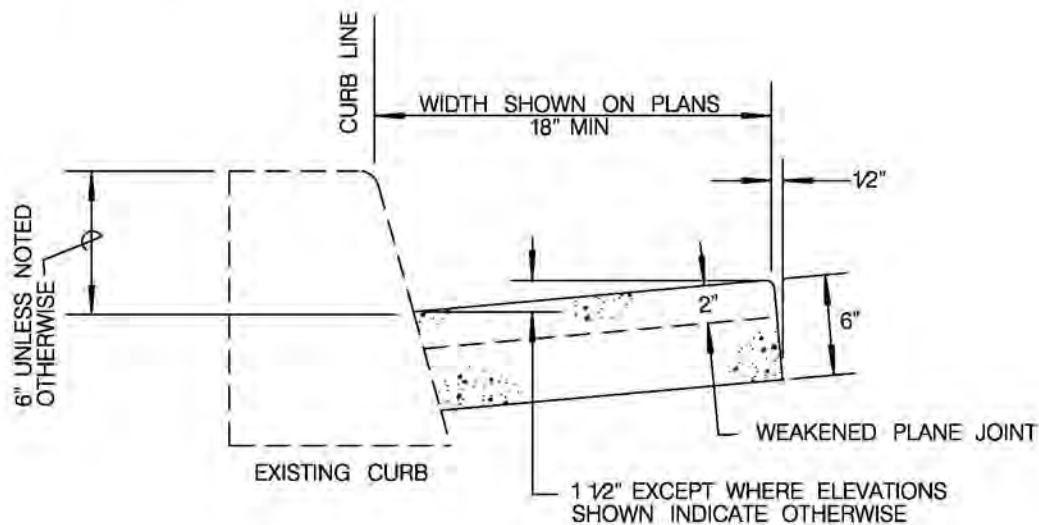 CURB LINE
WIDTH SHOWN ON PLANS
18" MIN
1/2"
6" UNLESS NOTED
OTHERWISE
2"
6"
WEAKENED PLANE JOINT
EXISTING CURB
1 1/2" EXCEPT WHERE ELEVATIONS
SHOWN INDICATE OTHERWISE